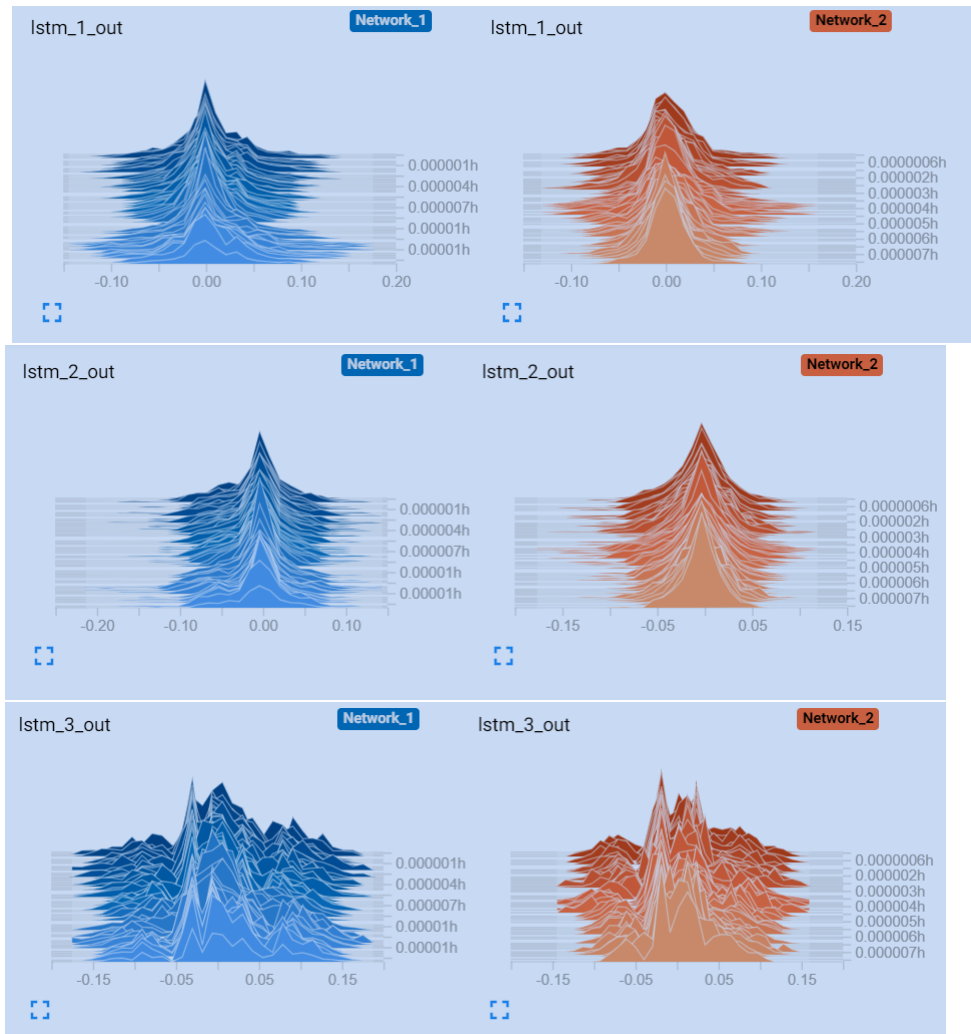 lstm_1_out
Network_1
0.000001h
0.000004h
0.000007h
0.00001h
0.00001h
-0.10 0.00 0.10 0.20
lstm_1_out
Network_2
0.0000006h
0.000002h
0.000003h
0.000004h
0.000005h
0.000006h
0.000007h
-0.10 0.00 0.10 0.20
lstm_2_out
Network_1
0.000001h
0.000004h
0.000007h
0.00001h
0.00001h
-0.20 -0.10 0.00 0.10
lstm_2_out
Network_2
0.0000006h
0.000002h
0.000003h
0.000004h
0.000005h
0.000006h
0.000007h
-0.15 -0.05 0.05 0.15
lstm_3_out
Network_1
0.000001h
0.000004h
0.000007h
0.00001h
0.00001h
-0.15 -0.05 0.05 0.15
lstm_3_out
Network_2
0.0000006h
0.000002h
0.000003h
0.000004h
0.000005h
0.000006h
0.000007h
-0.15 -0.05 0.05 0.15